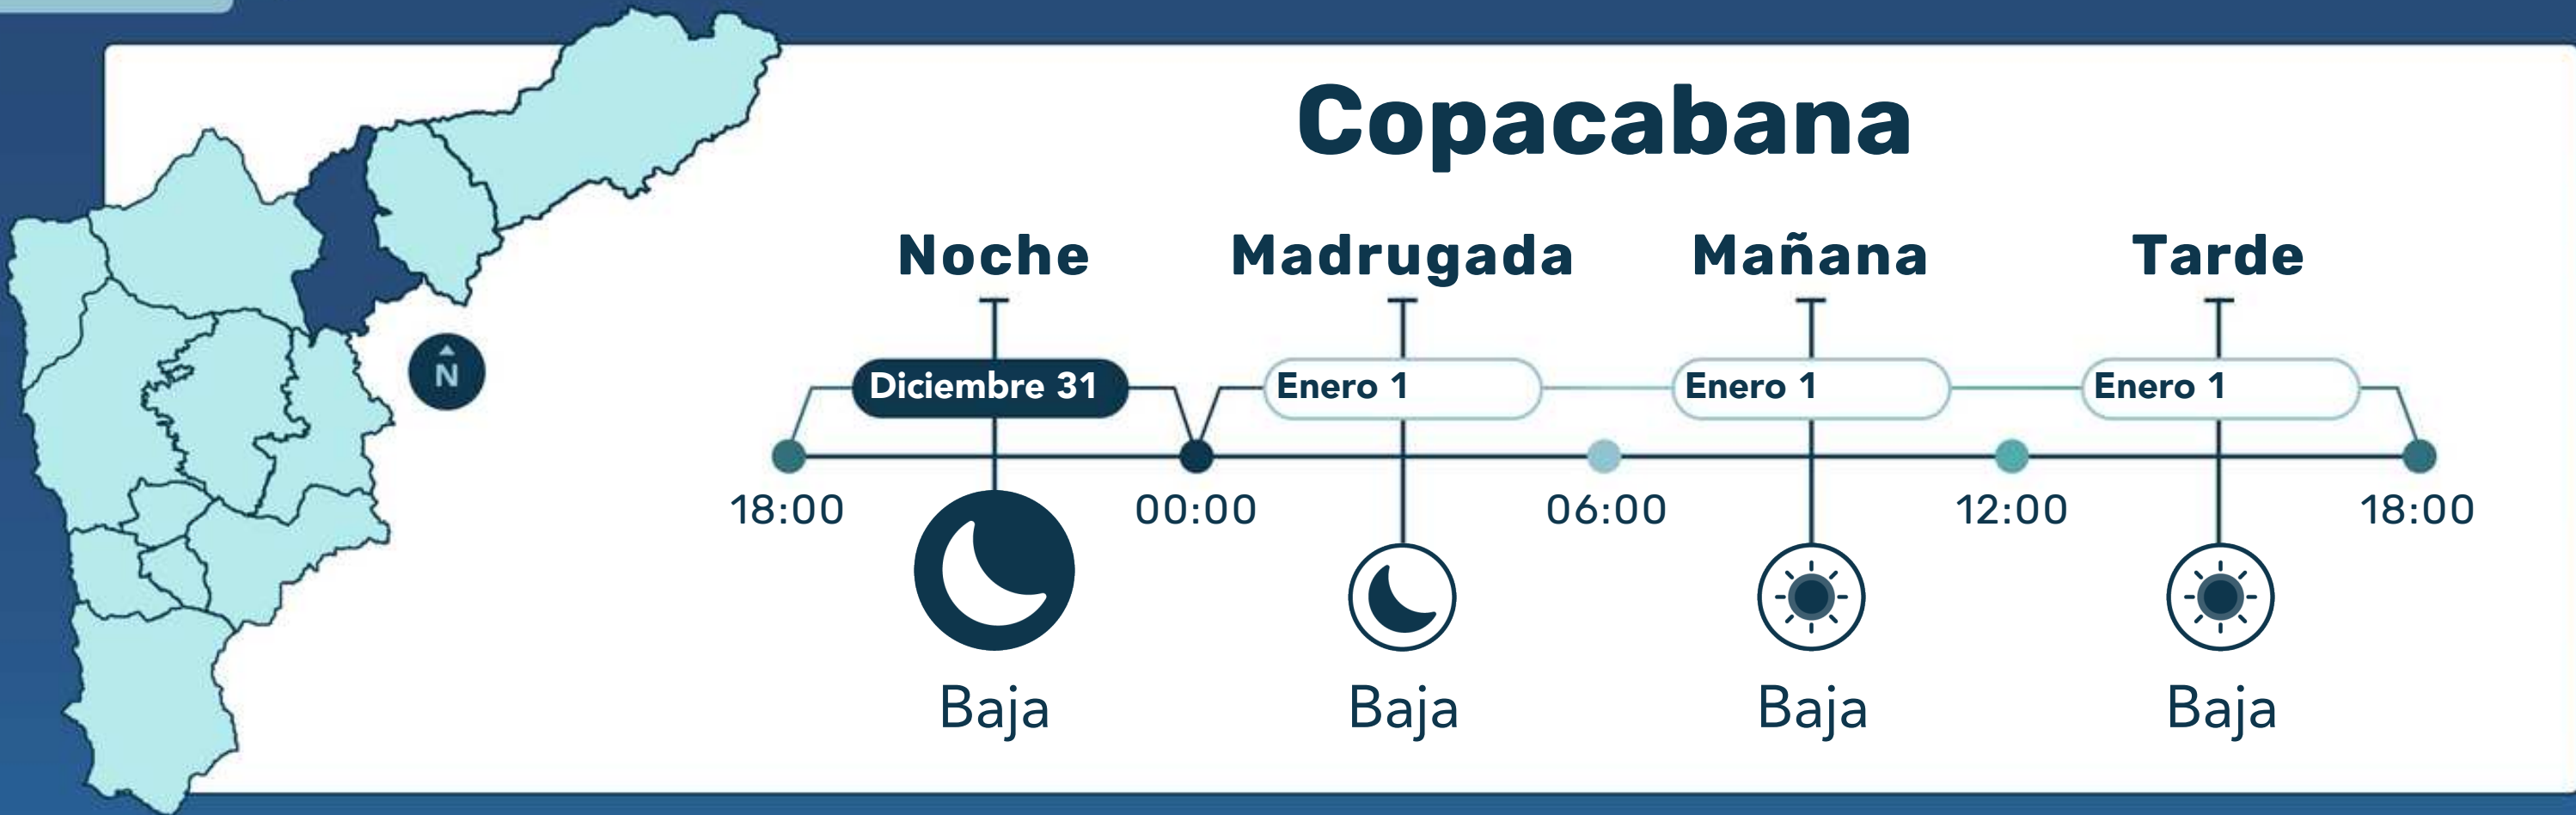 Copacabana
Noche Madrugada Mañana Tarde
Diciembre 31 Enero 1 Enero 1 Enero 1
N
18:00 00:00 06:00 12:00 18:00
Baja Baja Baja Baja